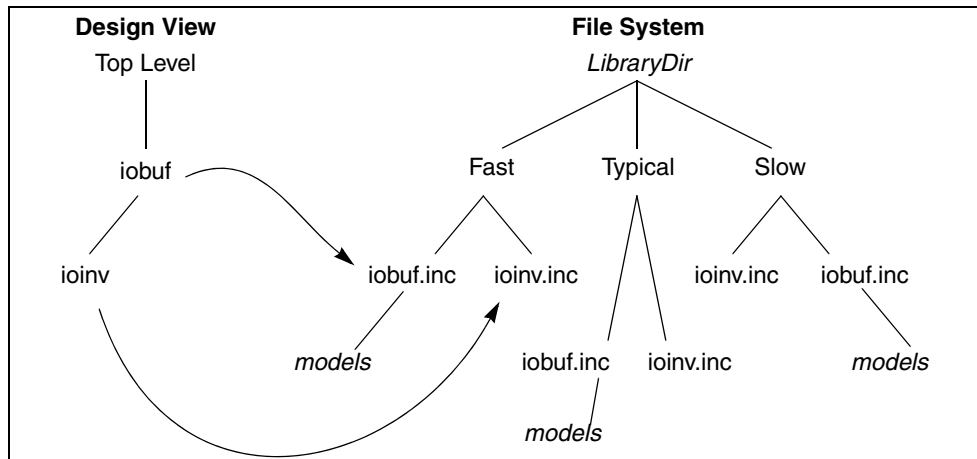 Design View File System
Top Level LibraryDir
iobuf Fast Typical Slow
ioinv iobuf.inc ioinv.inc ioinv.inc iobuf.inc
models iobuf.inc ioinv.inc models
models